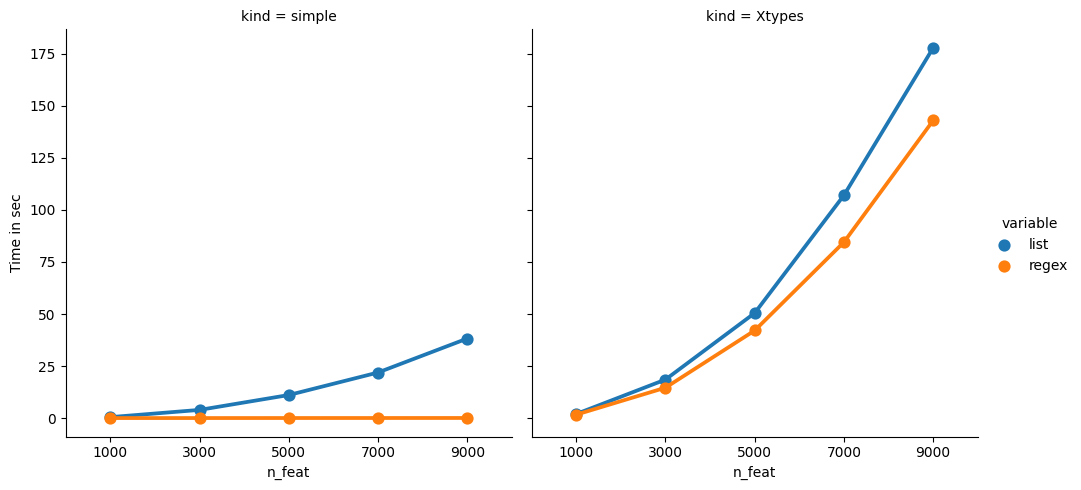 kind = simple
kind = Xtypes
175
150
125
100
75
50
25
0
Time in sec
1000 3000 5000 7000 9000
n_feat
1000 3000 5000 7000 9000
n_feat
variable
list
regex